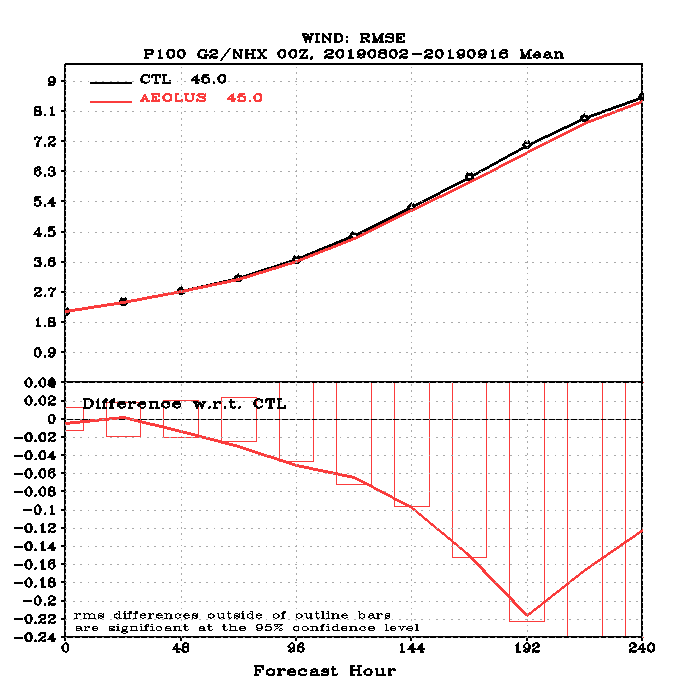 WIND: RMSE
P100 G2/NHX 00Z, 20190802-20190916 Mean
CTL 46.0
AEOLUS 45.0
9
8.1
7.2
6.3
5.4
4.5
3.6
2.7
1.8
0.9
0.04
0.02
0
-0.02
-0.04
-0.06
-0.08
-0.1
-0.12
-0.14
-0.16
-0.18
-0.2
-0.22
-0.24
Difference w.r.t. CTL
rms differences outside of outline bars
are significant at the 95% confidence level
0 48 96 144 192 240
Forecast Hour